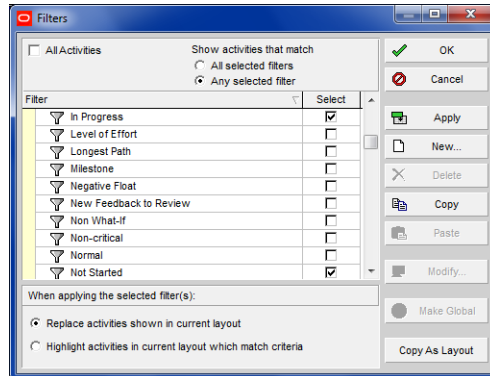 Filters
All Activities
Show activities that match
All selected filters
Any selected filter
Filter Select
In Progress
Level of Effort
Longest Path
Milestone
Negative Float
New Feedback to Review
Non What-If
Non-critical
Normal
Not Started
When applying the selected filter(s):
Replace activities shown in current layout
Highlight activities in current layout which match criteria
OK
Cancel
Apply
New...
Delete
Copy
Paste
Modify...
Make Global
Copy As Layout